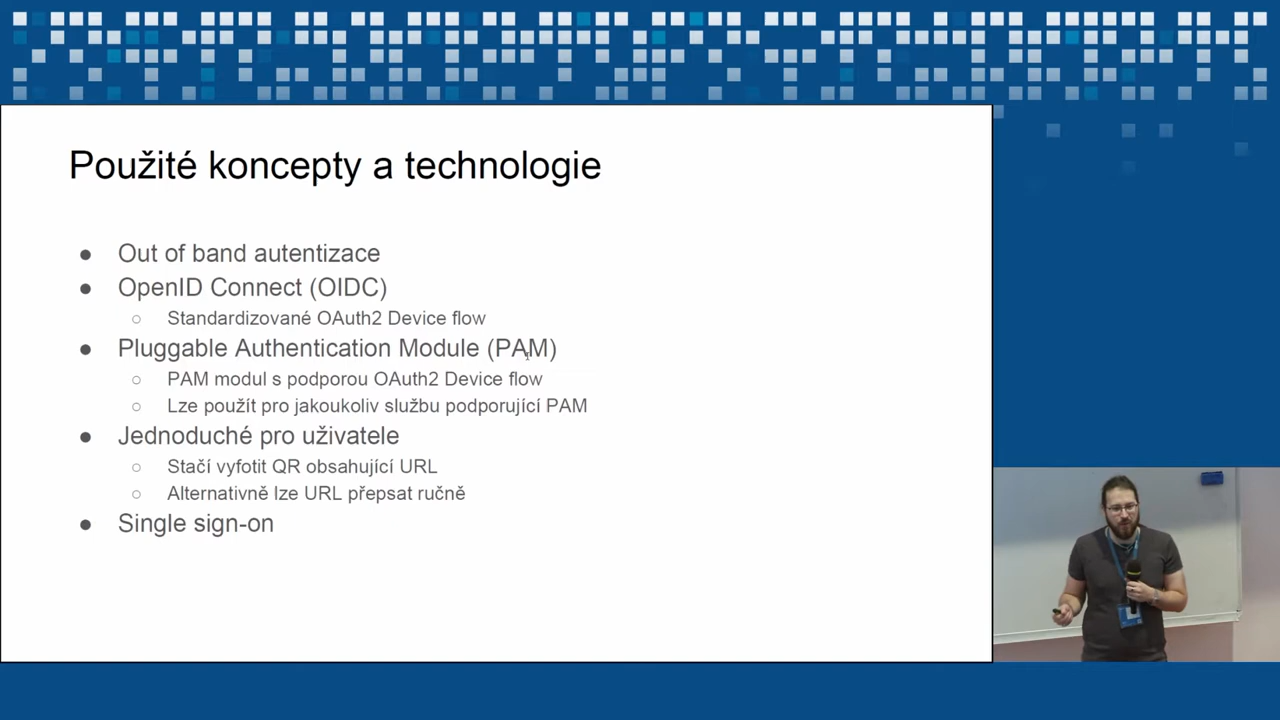 Použité koncepty a technologie
● Out of band autentizace
● OpenID Connect (OIDC)
○ Standardizované OAuth2 Device flow
● Pluggable Authentication Module (PAM)
○ PAM modul s podporou OAuth2 Device flow
○ Lze použít pro jakoukoliv službu podporující PAM
● Jednoduché pro uživatele
○ Stačí vyfotit QR obsahující URL
○ Alternativně lze URL přepsat ručně
● Single sign-on